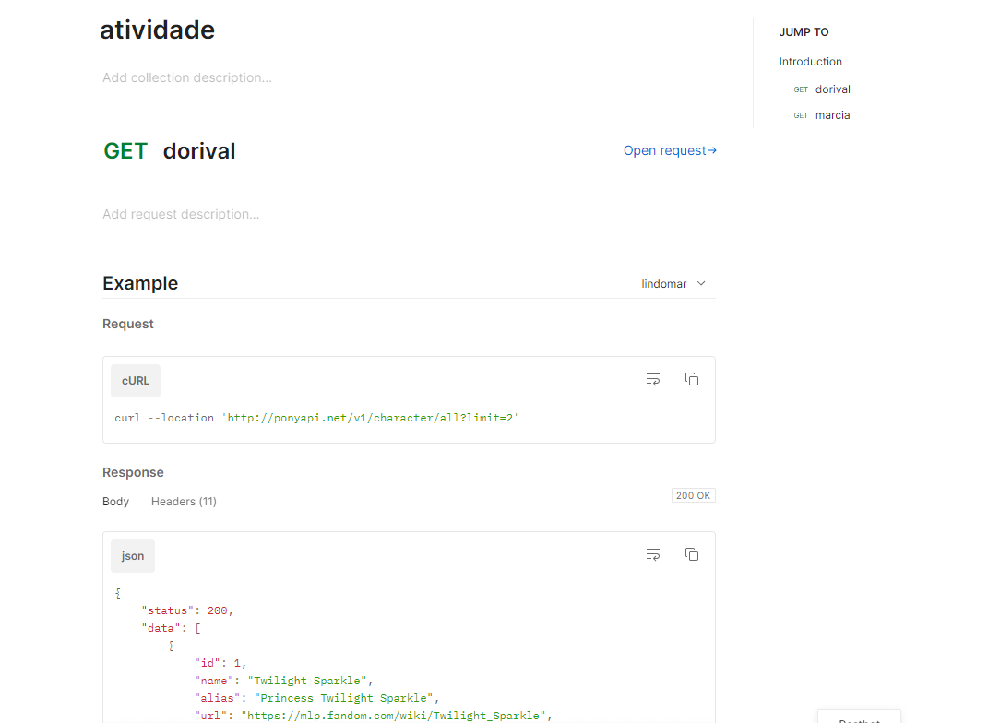 atividade
Add collection description...
JUMP TO
Introduction
GET dorival
GET marcia
GET dorival
Open request→
Add request description...
Example
lindomar
Request
cURL
curl --location 'http://ponyapi.net/v1/character/all?limit=2'
Response
Body Headers (11)
200 OK
json
{
    "status": 200,
    "data": [
        {
            "id": 1,
            "name": "Twilight Sparkle",
            "alias": "Princess Twilight Sparkle",
            "url": "https://mlp.fandom.com/wiki/Twilight_Sparkle",